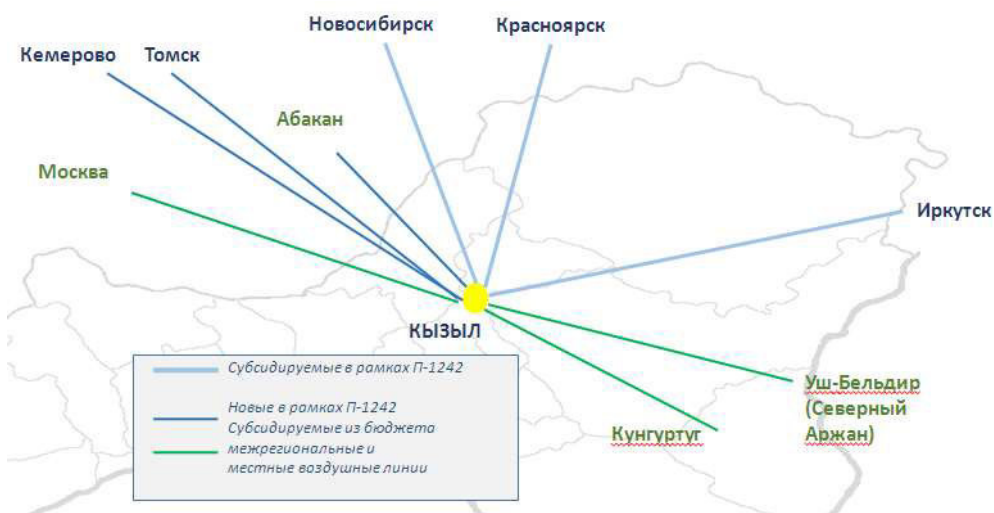 Новосибирск
Красноярск
Кемерово
Томск
Абакан
Москва
Иркутск
КЫЗЫЛ
Субсидируемые в рамках П-1242
Новые в рамках П-1242
Субсидируемые из бюджета
межрегиональные и
местные воздушные линии
Уш-Бельдир
(Северный
Аржан)
Кунгуртуг